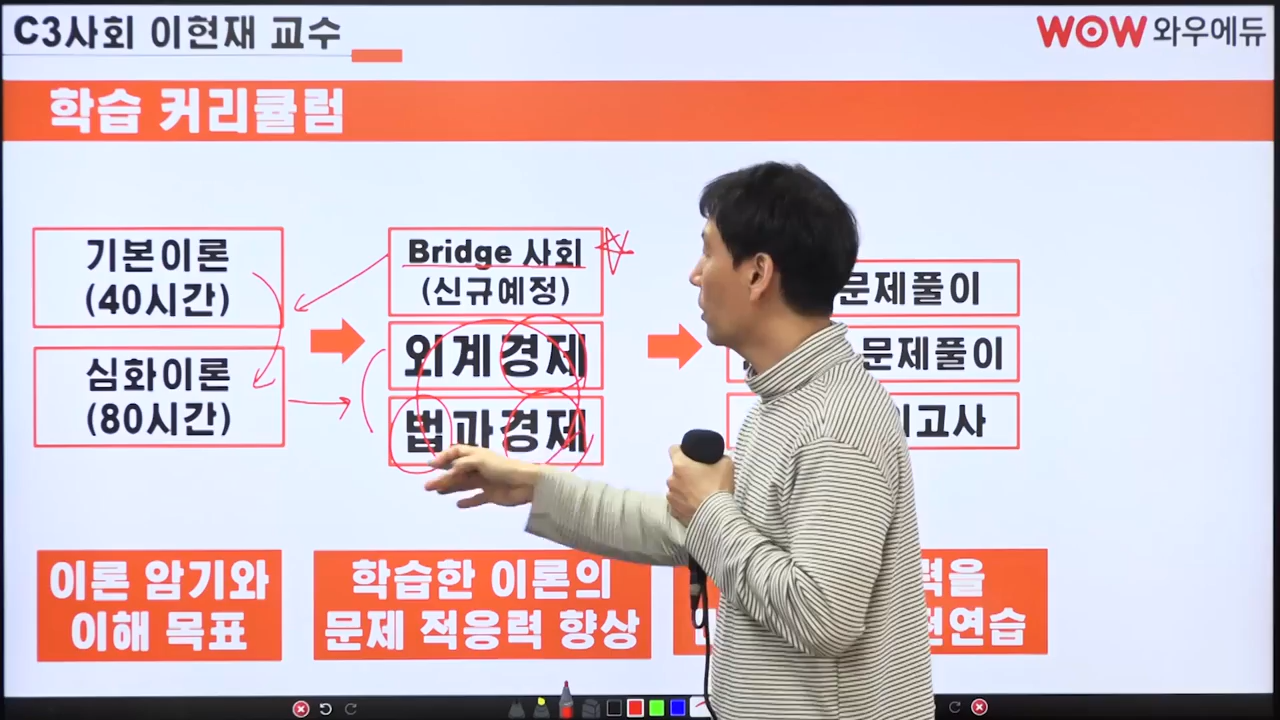 C3사회 이현재 교수
WOW 와우에듀
학습 커리큘럼
기본이론
(40시간)
심화이론
(80시간)
Bridge 사회
(신규예정)
외계경제
법과경제
문제풀이
문제풀이
고사
이론 암기와
이해 목표
학습한 이론의
문제 적응력 향상